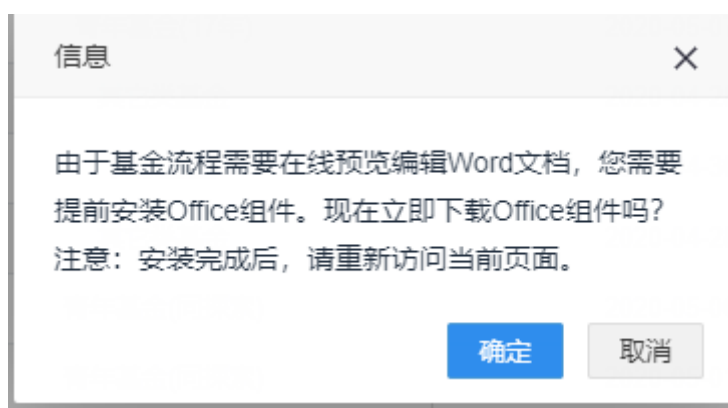 信息
由于基金流程需要在线预览编辑Word文档，您需要
提前安装Office组件。现在立即下载Office组件吗？
注意：安装完成后，请重新访问当前页面。
确定
取消